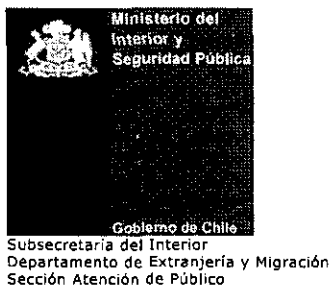 Ministerio del
Interior y
Seguridad Pública
Gobierno de Chile
Subsecretaría del Interior
Departamento de Extranjería y Migración
Sección Atención de Público